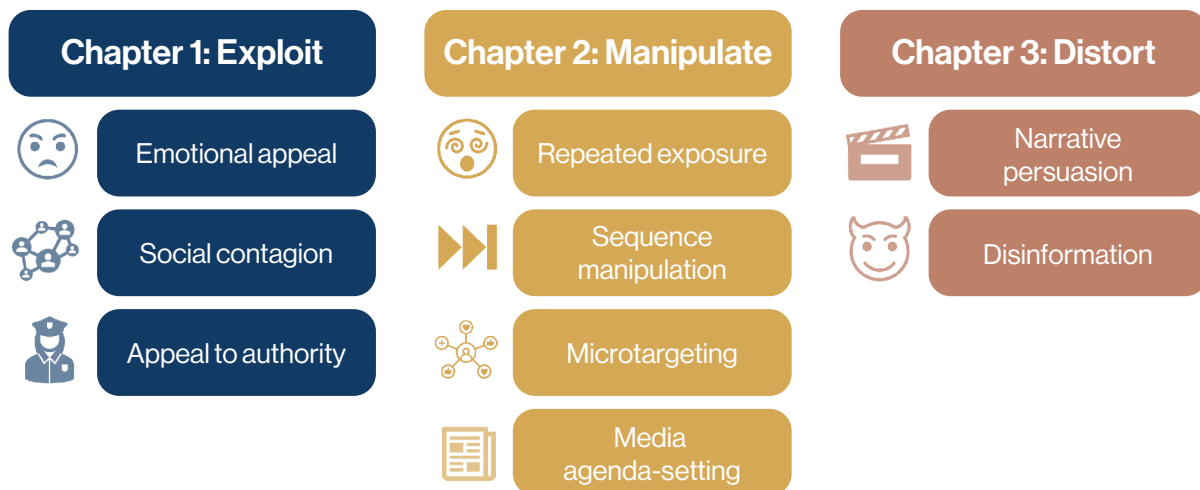 Chapter 1: Exploit
Emotional appeal
Social contagion
Appeal to authority
Chapter 2: Manipulate
Repeated exposure
Sequence
manipulation
Microtargeting
Media
agenda-setting
Chapter 3: Distort
Narrative
persuasion
Disinformation